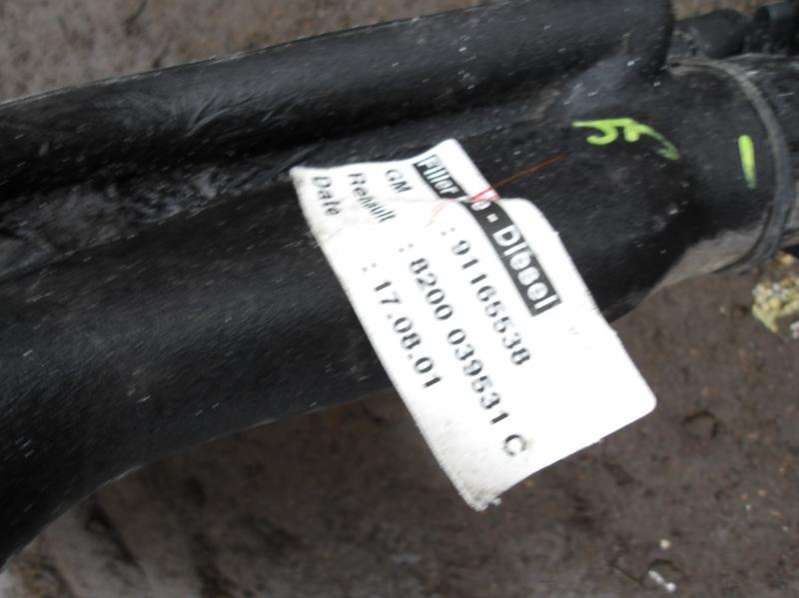 Filler - Diesel
GM : 91165538
Renault : 8200 039531 C
Date : 17.08.01